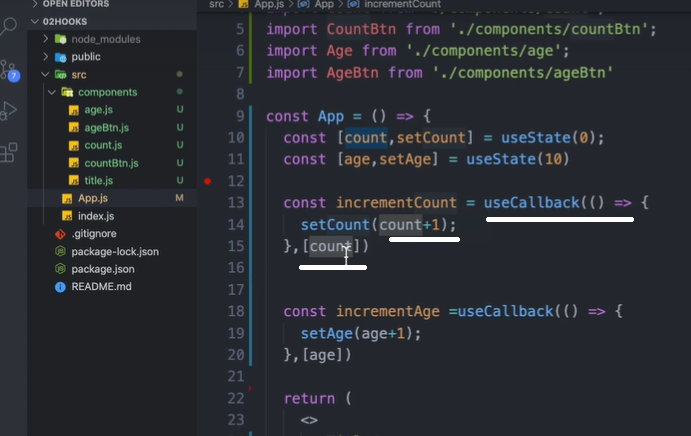 OPEN EDITORS
02HOOKS
node_modules
public
src
components
age.js U
ageBtn.js U
count.js U
countBtn.js U
title.js U
App.js M
index.js
.gitignore
package-lock.json
package.json
README.md
7
src > App.js > incrementCount
5 import CountBtn from './components/countBtn';
6 import Age from './components/age';
7 import AgeBtn from './components/ageBtn'
8
9 const App = () => {
10 const [count,setCount] = useState(0);
11 const [age,setAge] = useState(10)
12
13 const incrementCount = useCallback(() => {
14 setCount(count+1);
15 },[count])
16
17
18 const incrementAge =useCallback(() => {
19 setAge(age+1);
20 },[age])
21
22 return (
23 <>